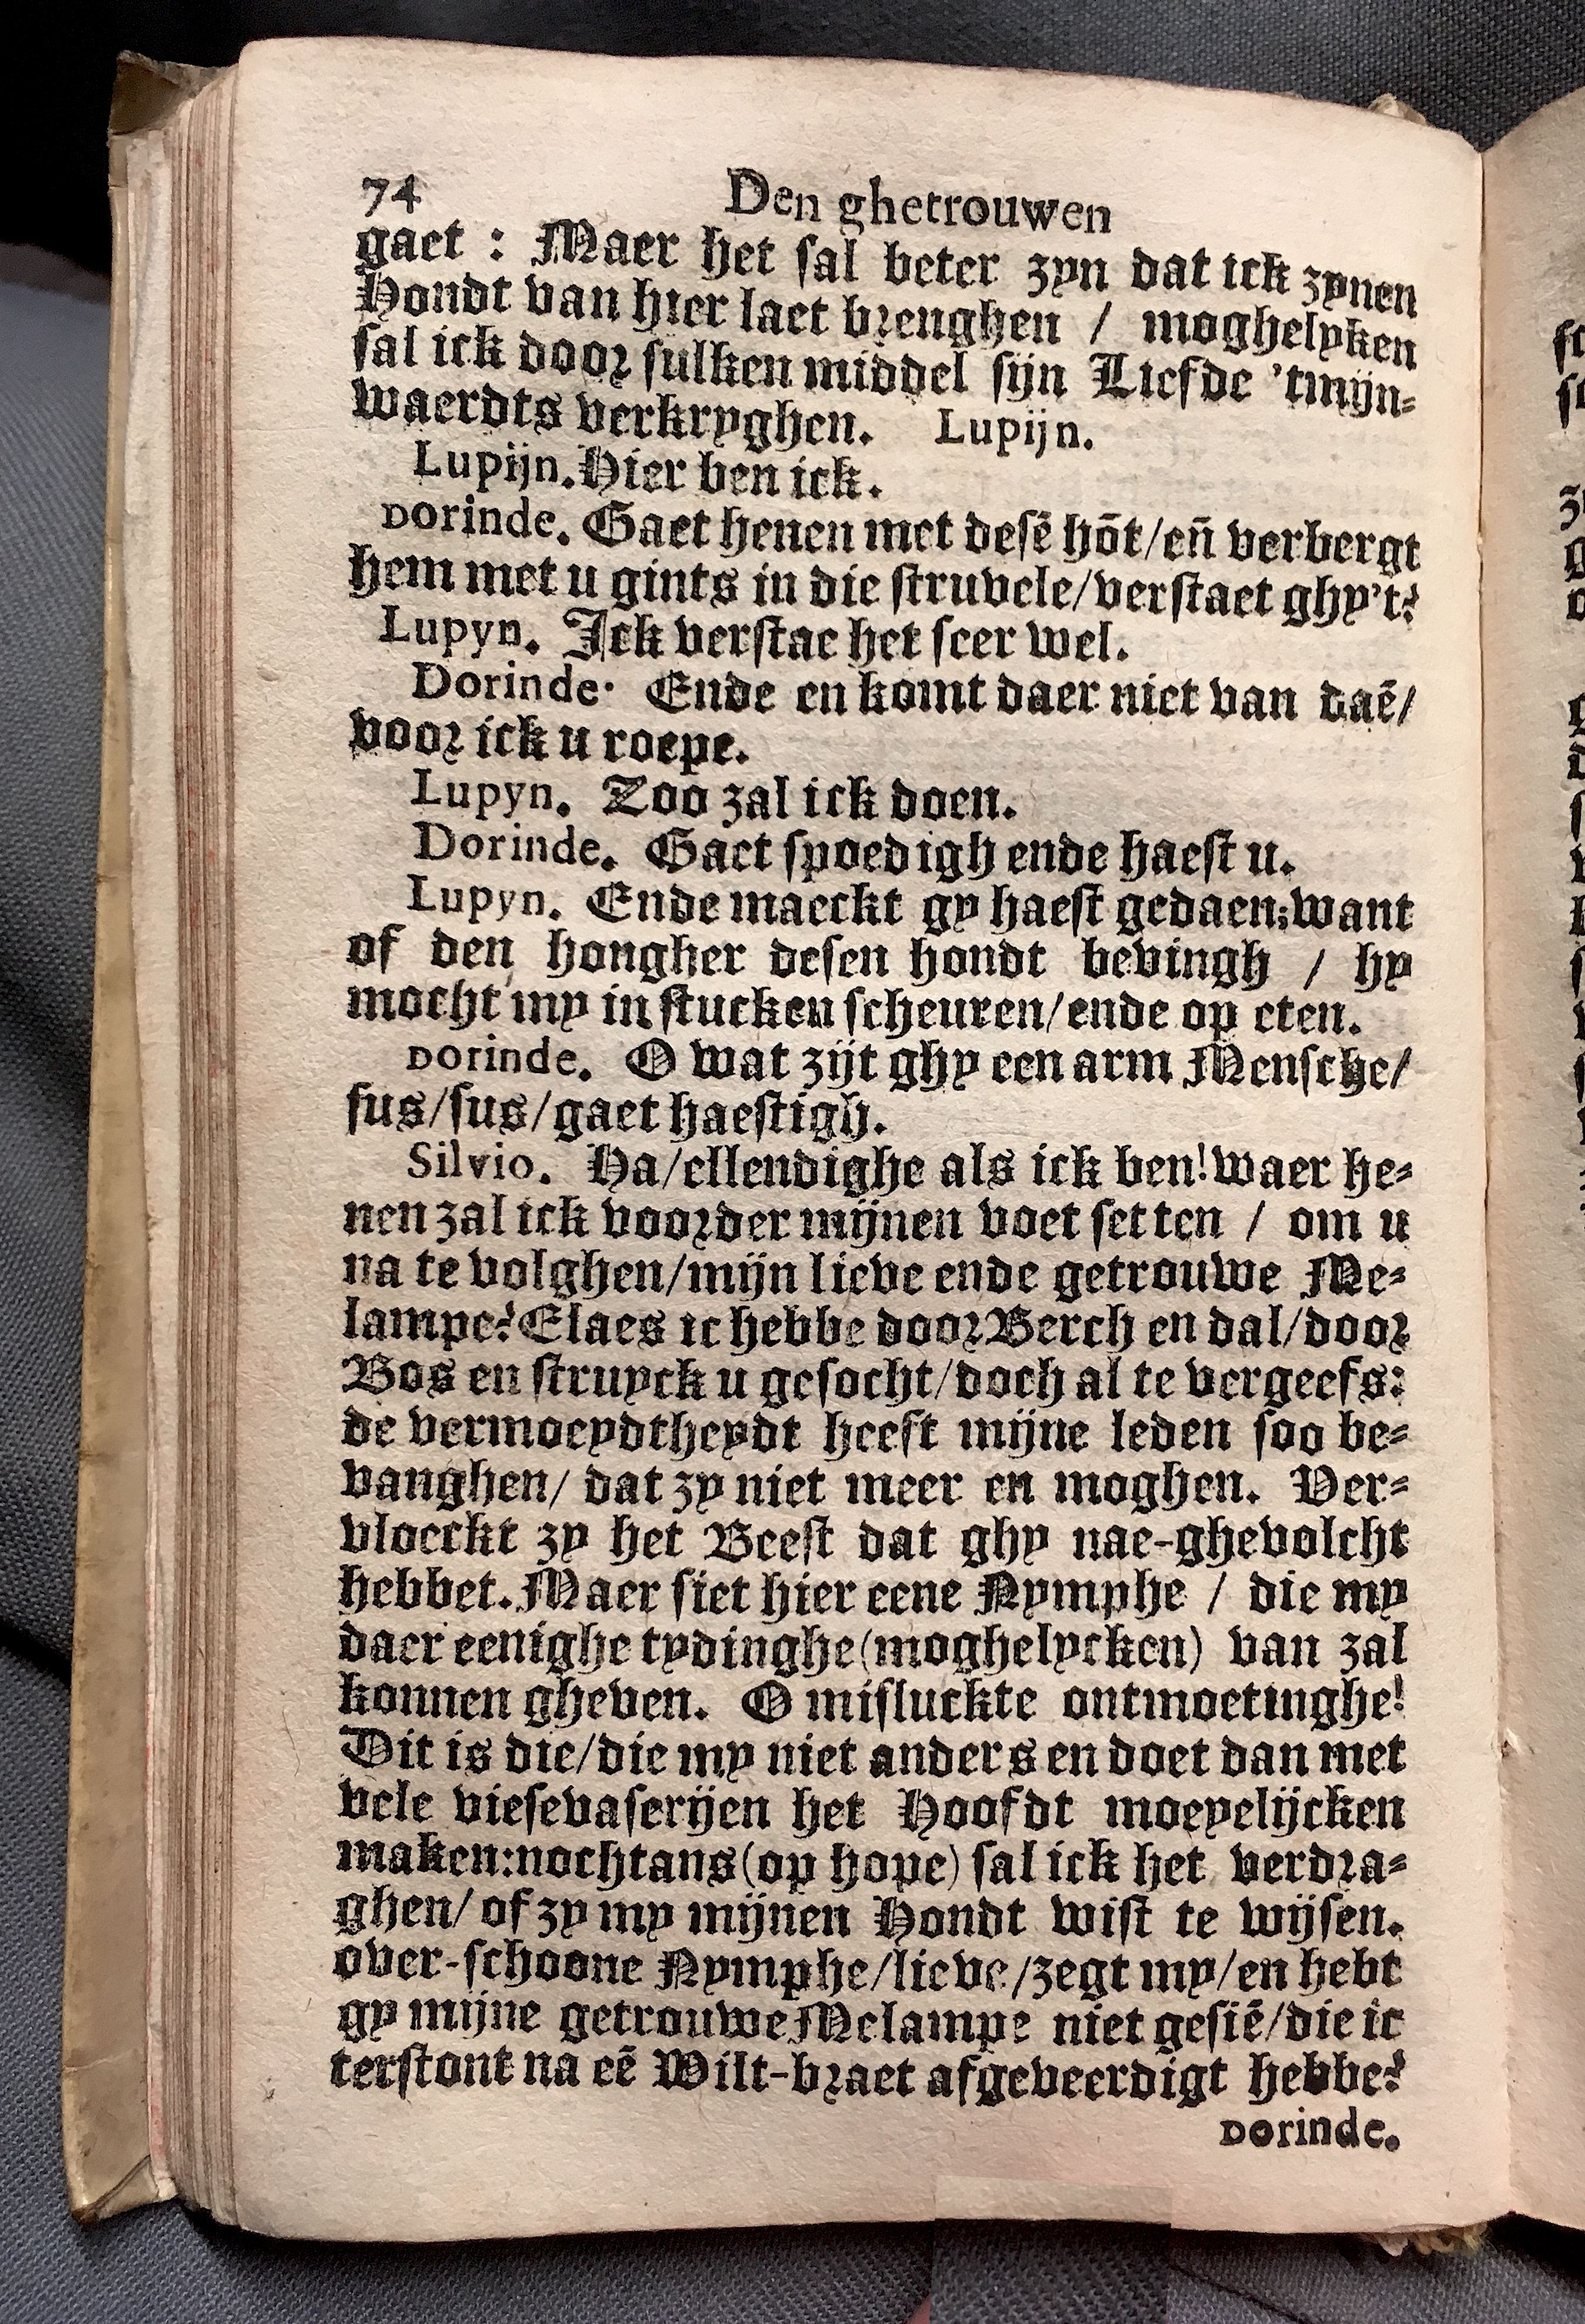 74 Den ghetrouwen
gaet : Maer het sal beter zyn dat ick zynen
Hondt van hier laet brenghen / moghelyken
sal ick door sulken middel sijn Liefde 'tmijn-
waerdts verkryghen. Lupijn.
Lupijn. Hier ben ick.
Dorinde. Gaet henen met desē hōt/en̄ verbergt
hem met u gints in die struvele/verstaet ghy't?
Lupyn. Ick verstae het seer wel.
Dorinde. Ende en komt daer niet van daē/
voor ick u roepe.
Lupyn. Zoo zal ick doen.
Dorinde. Gaet spoedigh ende haest u.
Lupyn. Ende maeckt gy haest gedaen; want
of den hongher desen hondt bevingh / hy
mocht my in stucken scheuren/ende op eten.
Dorinde. O wat zijt ghy een arm Mensche/
sus/sus/gaet haestigh.
Silvio. Ha/ellendighe als ick ben! waer he-
nen zal ick voorder mijnen voet setten / om u
na te volghen/mijn lieve ende getrouwe Me-
lampe? Elaes ic hebbe door Berch en dal/door
Bos en struyck u gesocht/doch al te vergeefs:
de vermoeydtheydt heeft mijne leden soo be-
vanghen/ dat zy niet meer en moghen. Ver-
vloeckt zy het Beest dat ghy nae-ghevolcht
hebbet. Maer siet hier eene Nymphe / die my
daer eenighe tydinghe (moghelycken) van zal
konnen gheven. O misluckte ontmoetinghe!
Dit is die/die my niet anders en doet dan met
vele viesevaserijen het Hoofdt moeyelijcken
maken: nochtans (op hope) sal ick het verdra-
ghen/ of zy my mijnen Hondt wist te wijsen.
over-schoone Nymphe/lieve/zegt my/en hebt
gy mijne getrouwe Melampe niet gesiē/die ic
terstont na eē Wilt-braet afgeveerdigt hebbe?
Dorinde.